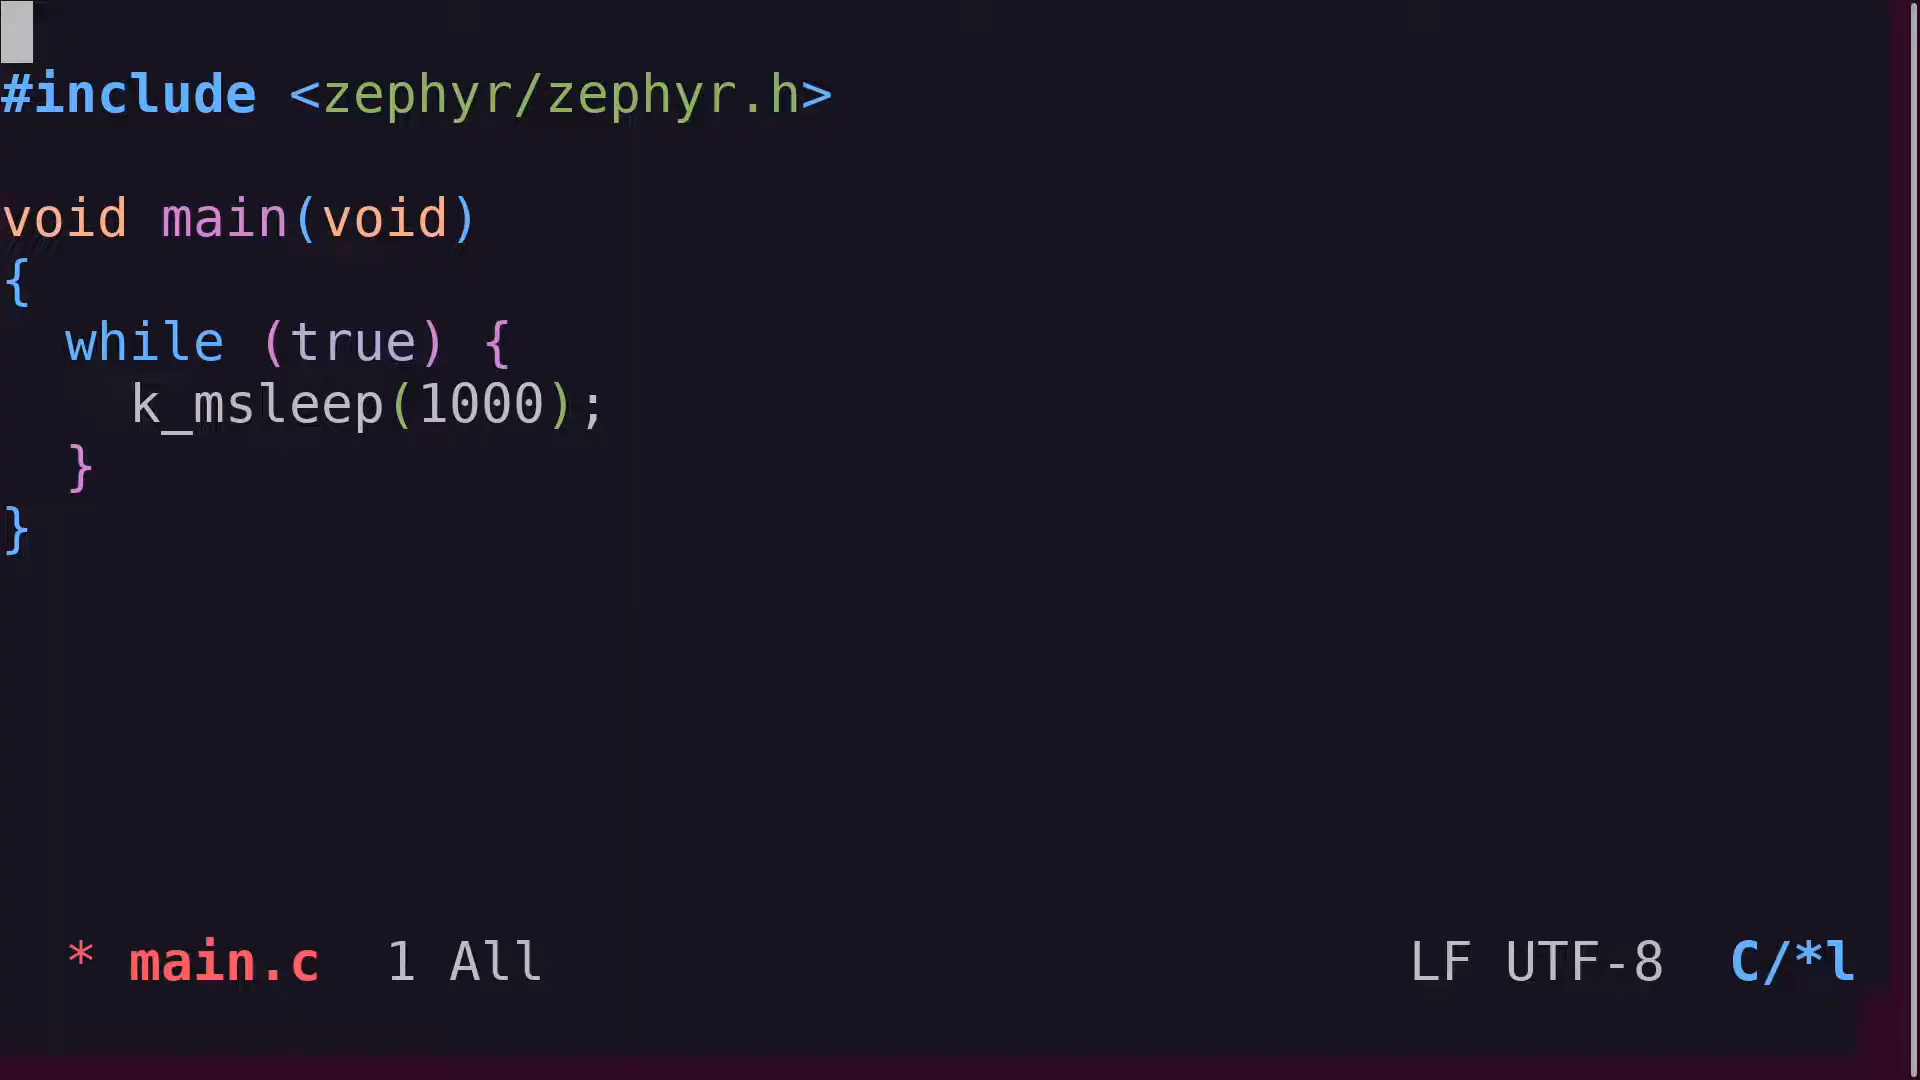 #include <zephyr/zephyr.h>
void main(void)
{
  while (true) {
    k_msleep(1000);
  }
}
* main.c  1 All  LF UTF-8  C/*l